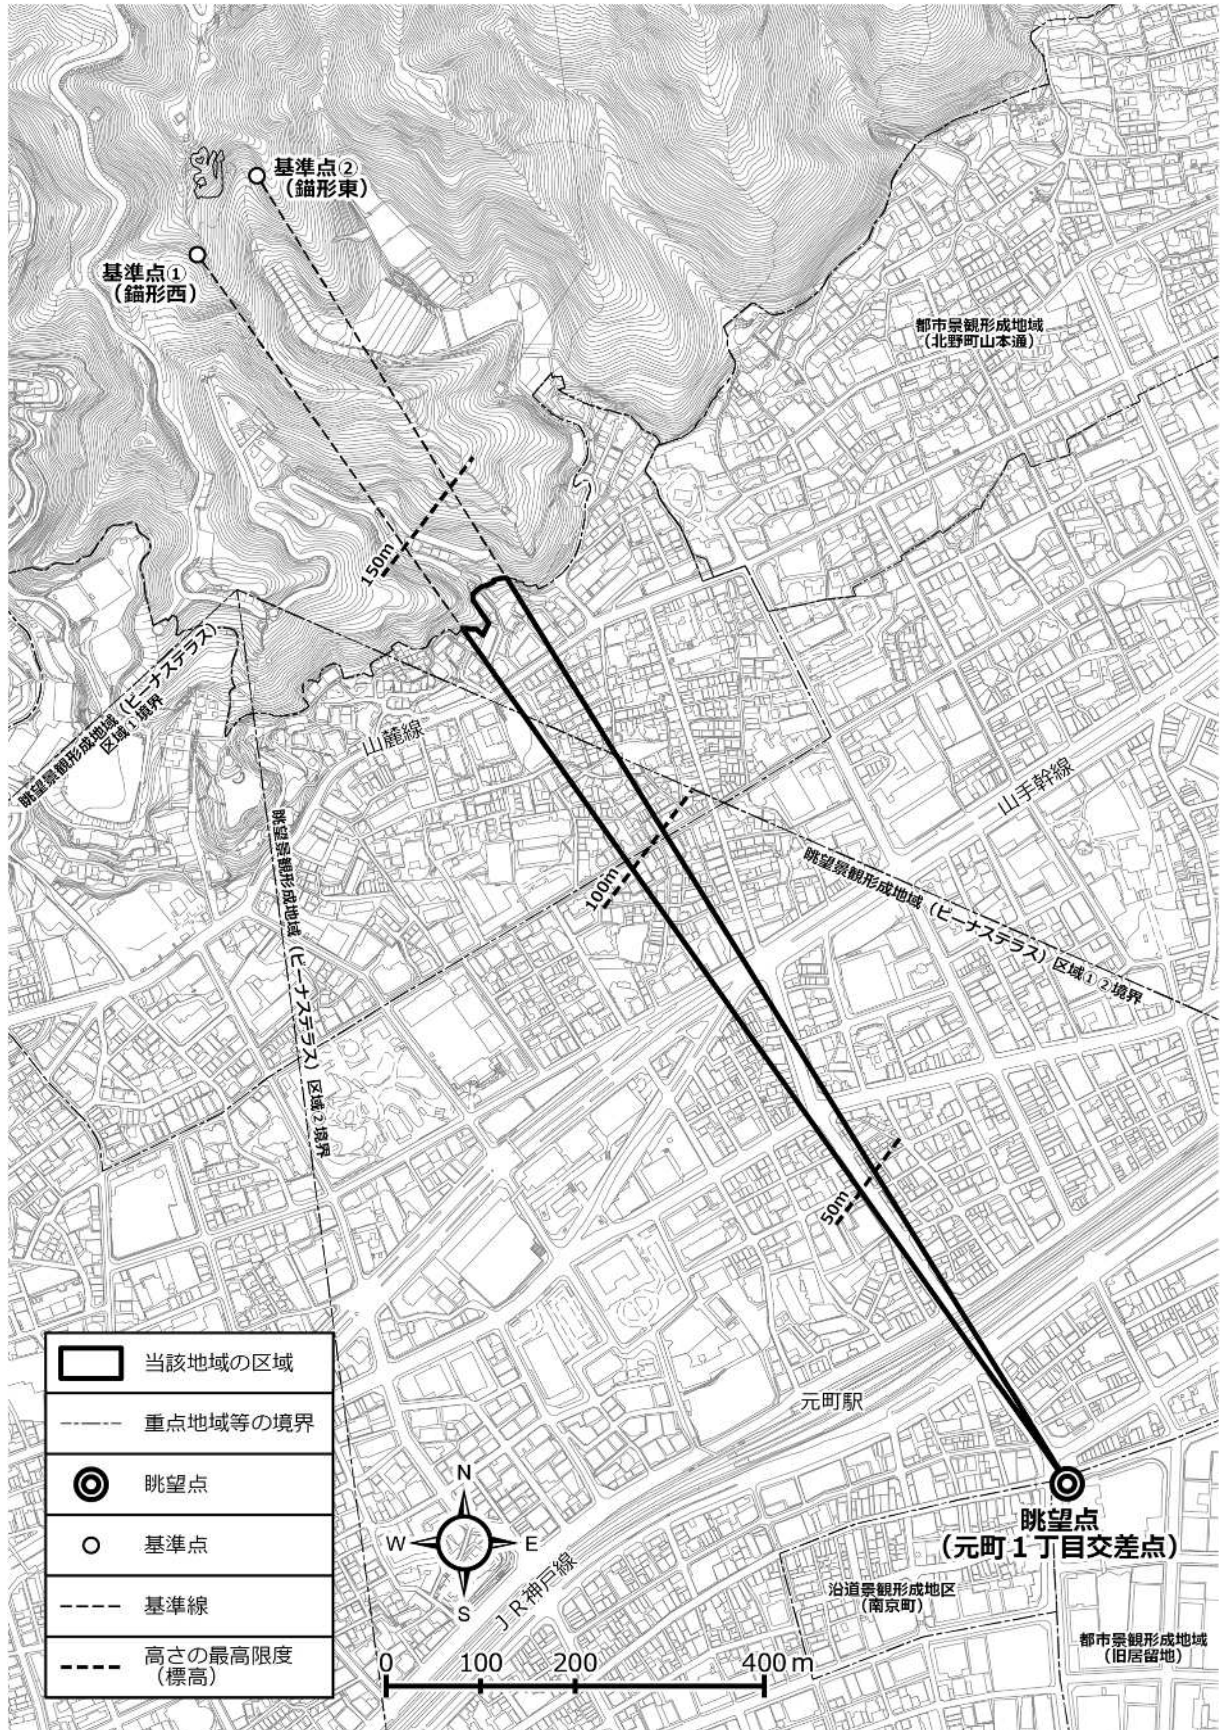 基準点②
（錨形東）
基準点①
（錨形西）
都市景観形成地域
（北野町山本通）
150m
眺望景観形成地域（ビーナステラス）
区域①境界
山麓線
山手幹線
眺望景観形成地域（ビーナステラス）区域②境界
100m
眺望景観形成地域（ビーナステラス）区域①②境界
50m
元町駅
眺望点
（元町１丁目交差点）
沿道景観形成地区
（南京町）
都市景観形成地域
（旧居留地）
ＪＲ神戸線
当該地域の区域
重点地域等の境界
眺望点
基準点
基準線
高さの最高限度
（標高）
N
W E
S
0 100 200 400 m